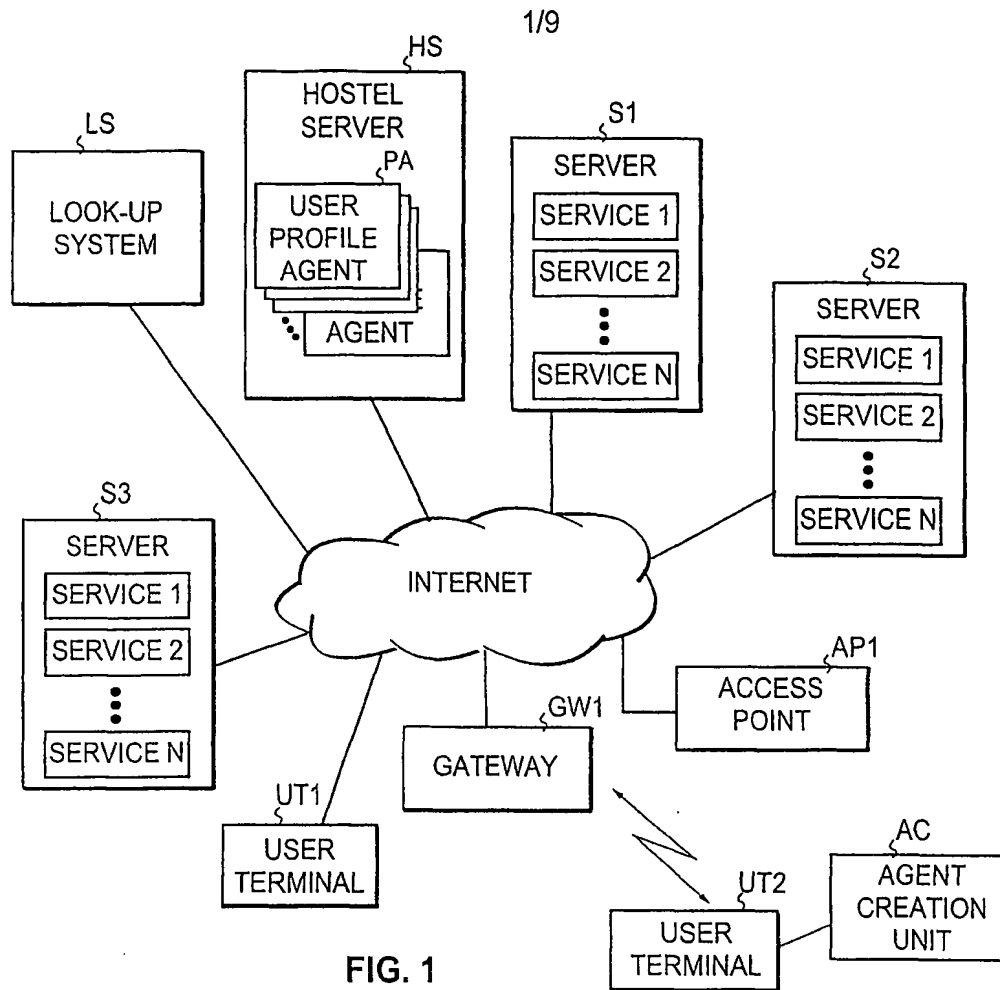 1/9
HS
HOSTEL
SERVER
PA
USER
PROFILE
AGENT
AGENT
LS
LOOK-UP
SYSTEM
S1
SERVER
SERVICE 1
SERVICE 2
SERVICE N
S2
SERVER
SERVICE 1
SERVICE 2
SERVICE N
S3
SERVER
SERVICE 1
SERVICE 2
SERVICE N
INTERNET
AP1
ACCESS
POINT
GW1
GATEWAY
UT1
USER
TERMINAL
UT2
USER
TERMINAL
AC
AGENT
CREATION
UNIT
FIG. 1